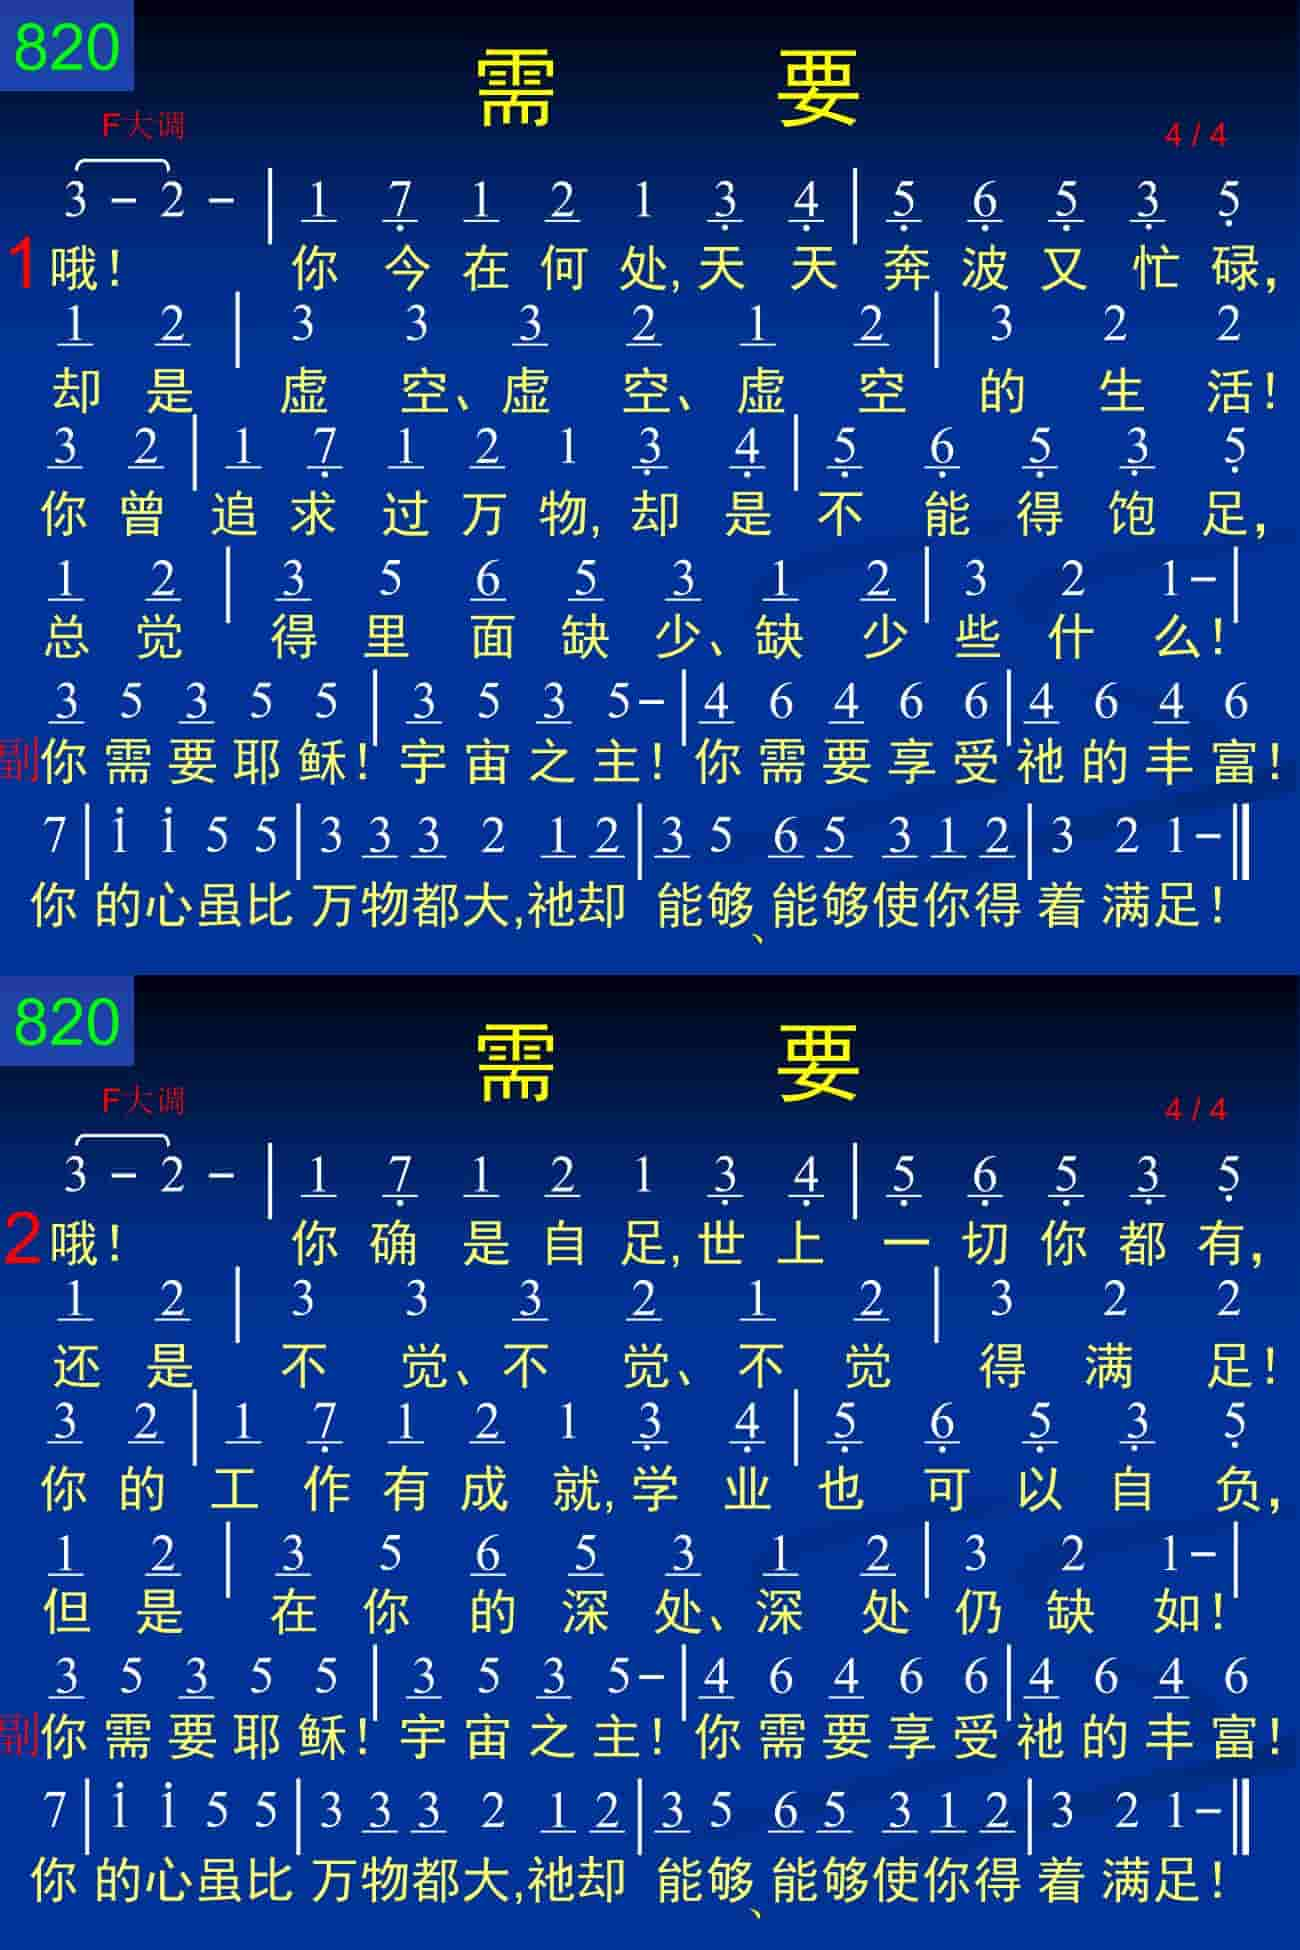 820
需 要
F大调
4 / 4
3 – 2 – | 1 7 1 2 1 3 4 | 5 6 5 3 5
1 哦！ 你 今 在 何 处, 天 天 奔 波 又 忙 碌，
1 2 | 3 3 3 2 1 2 | 3 2 2
却 是 虚 空、虚 空、虚 空 的 生 活！
3 2 | 1 7 1 2 1 3 4 | 5 6 5 3 5
你 曾 追 求 过 万 物, 却 是 不 能 得 饱 足，
1 2 | 3 5 6 5 3 1 2 | 3 2 1– |
总 觉 得 里 面 缺 少、缺 少 些 什 么！
3 5 3 5 5 | 3 5 3 5– | 4 6 4 6 6 | 4 6 4 6
副 你 需 要 耶 稣！宇 宙 之 主！你 需 要 享 受 祂 的 丰 富！
7 | i i 5 5 | 3 3 3 2 1 2 | 3 5 6 5 3 1 2 | 3 2 1– ‖
你 的心虽比 万物都大,祂却 能够、能够使你得 着 满足！
820
需 要
F大调
4 / 4
3 – 2 – | 1 7 1 2 1 3 4 | 5 6 5 3 5
2 哦！ 你 确 是 自 足, 世 上 一 切 你 都 有，
1 2 | 3 3 3 2 1 2 | 3 2 2
还 是 不 觉、不 觉、不 觉 得 满 足！
3 2 | 1 7 1 2 1 3 4 | 5 6 5 3 5
你 的 工 作 有 成 就, 学 业 也 可 以 自 负，
1 2 | 3 5 6 5 3 1 2 | 3 2 1– |
但 是 在 你 的 深 处、深 处 仍 缺 如！
3 5 3 5 5 | 3 5 3 5– | 4 6 4 6 6 | 4 6 4 6
副 你 需 要 耶 稣！宇 宙 之 主！你 需 要 享 受 祂 的 丰 富！
7 | i i 5 5 | 3 3 3 2 1 2 | 3 5 6 5 3 1 2 | 3 2 1– ‖
你 的心虽比 万物都大,祂却 能够、能够使你得 着 满足！